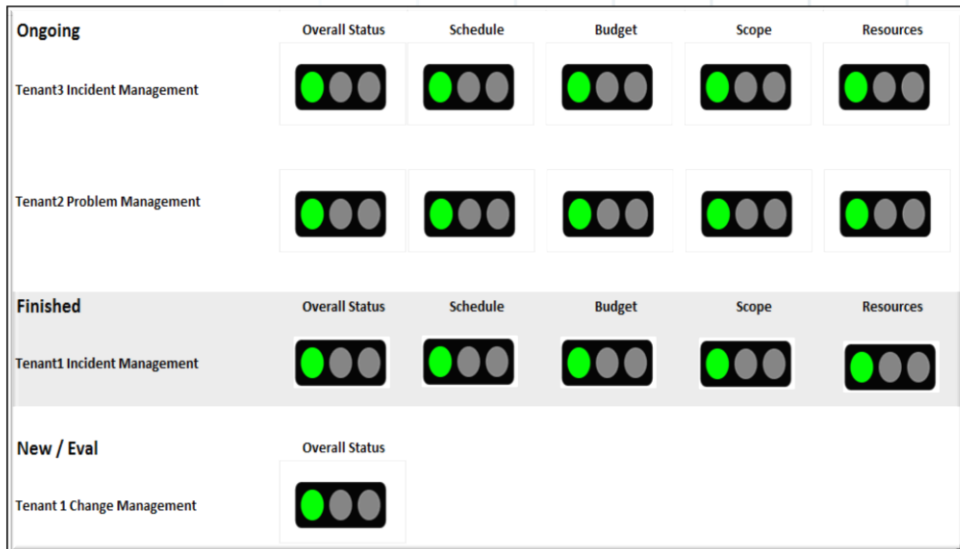 Ongoing Overall Status Schedule Budget Scope Resources
Tenant3 Incident Management
Tenant2 Problem Management
Finished Overall Status Schedule Budget Scope Resources
Tenant1 Incident Management
New / Eval Overall Status
Tenant 1 Change Management